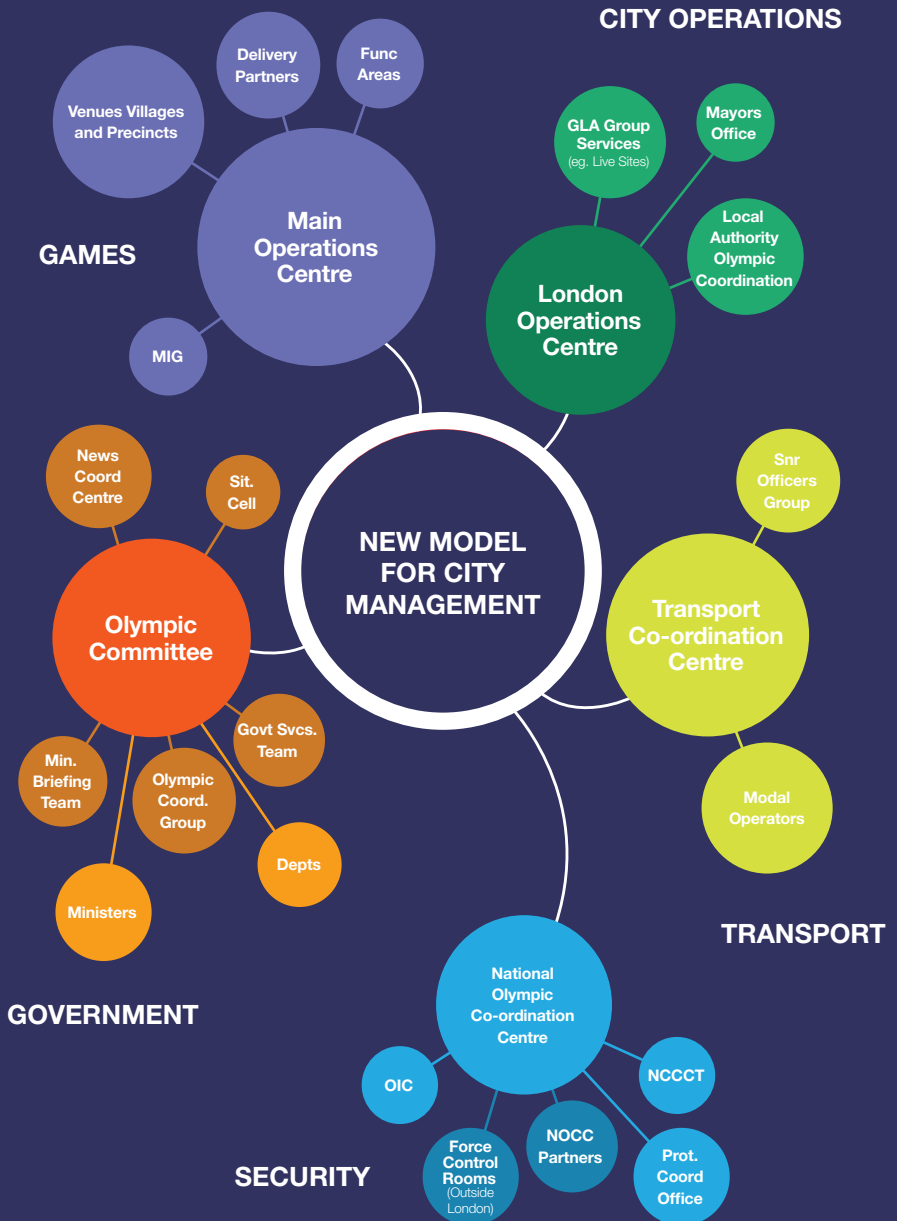 CITY OPERATIONS
Delivery
Partners
Func
Areas
Venues Villages
and Precincts
GLA Group
Services
(eg. Live Sites)
Mayors
Office
Main
Operations
Centre
GAMES
Local
Authority
Olympic
Coordination
London
Operations
Centre
MIG
News
Coord
Centre
Sit.
Cell
Snr
Officers
Group
NEW MODEL
FOR CITY
MANAGEMENT
Olympic
Committee
Transport
Co-ordination
Centre
Govt Svcs.
Team
Min.
Briefing
Team
Olympic
Coord.
Group
Modal
Operators
Depts
Ministers
TRANSPORT
GOVERNMENT
National
Olympic
Co-ordination
Centre
OIC
NCCCT
Force
Control
Rooms
(Outside
London)
NOCC
Partners
Prot.
Coord
Office
SECURITY